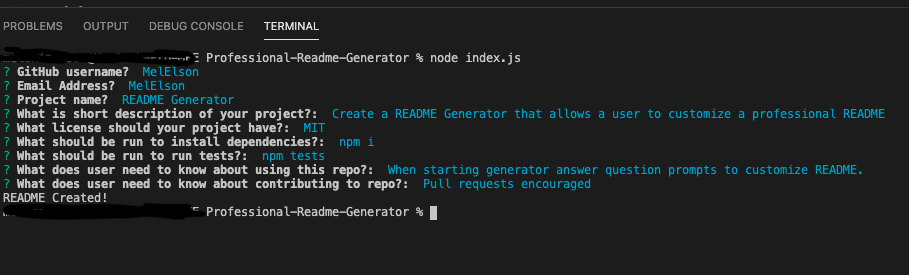 PROBLEMS OUTPUT DEBUG CONSOLE TERMINAL
Professional-Readme-Generator % node index.js
? GitHub username? MelElson
? Email Address? MelElson
? Project name? README Generator
? What is short description of your project?: Create a README Generator that allows a user to customize a professional README
? What license should your project have?: MIT
? What should be run to install dependencies?: npm i
? What should be run to run tests?: npm tests
? What does user need to know about using this repo?: When starting generator answer question prompts to customize README.
? What does user need to know about contributing to repo?: Pull requests encouraged
README Created!
Professional-Readme-Generator %